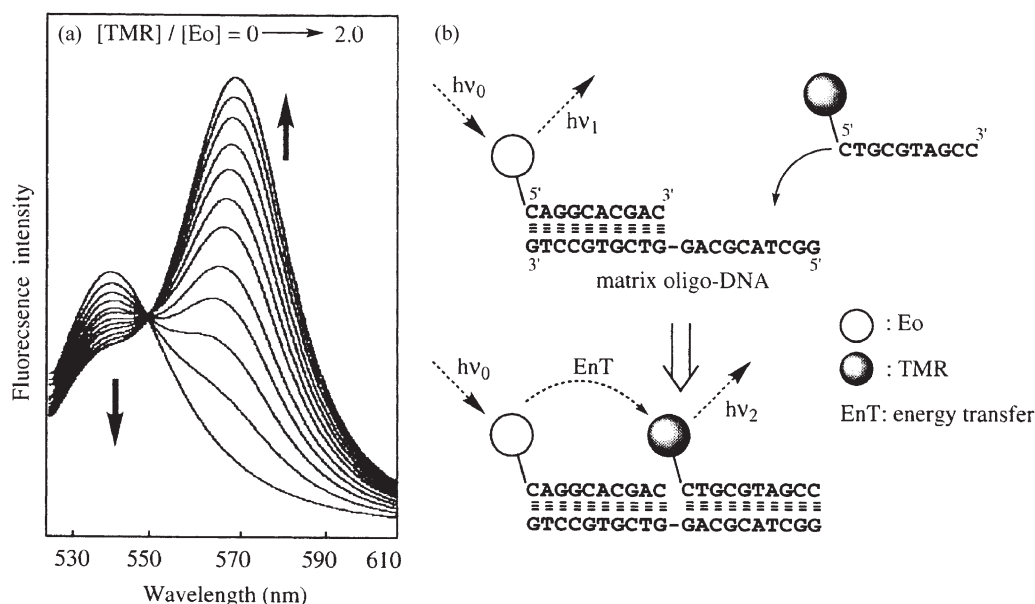 (a) [TMR] / [Eo] = 0 → 2.0
Fluorecsence intensity
530 550 570 590 610
Wavelength (nm)
(b)
hν0
hν1
5' 3'
CAGGCACGAC
GTCCGTGCTG-GACGCATCGG
3' 5'
matrix oligo-DNA
5' 3'
CTGCGTAGCC
: Eo
: TMR
EnT: energy transfer
hν0
EnT
hν2
CAGGCACGAC CTGCGTAGCC
GTCCGTGCTG-GACGCATCGG